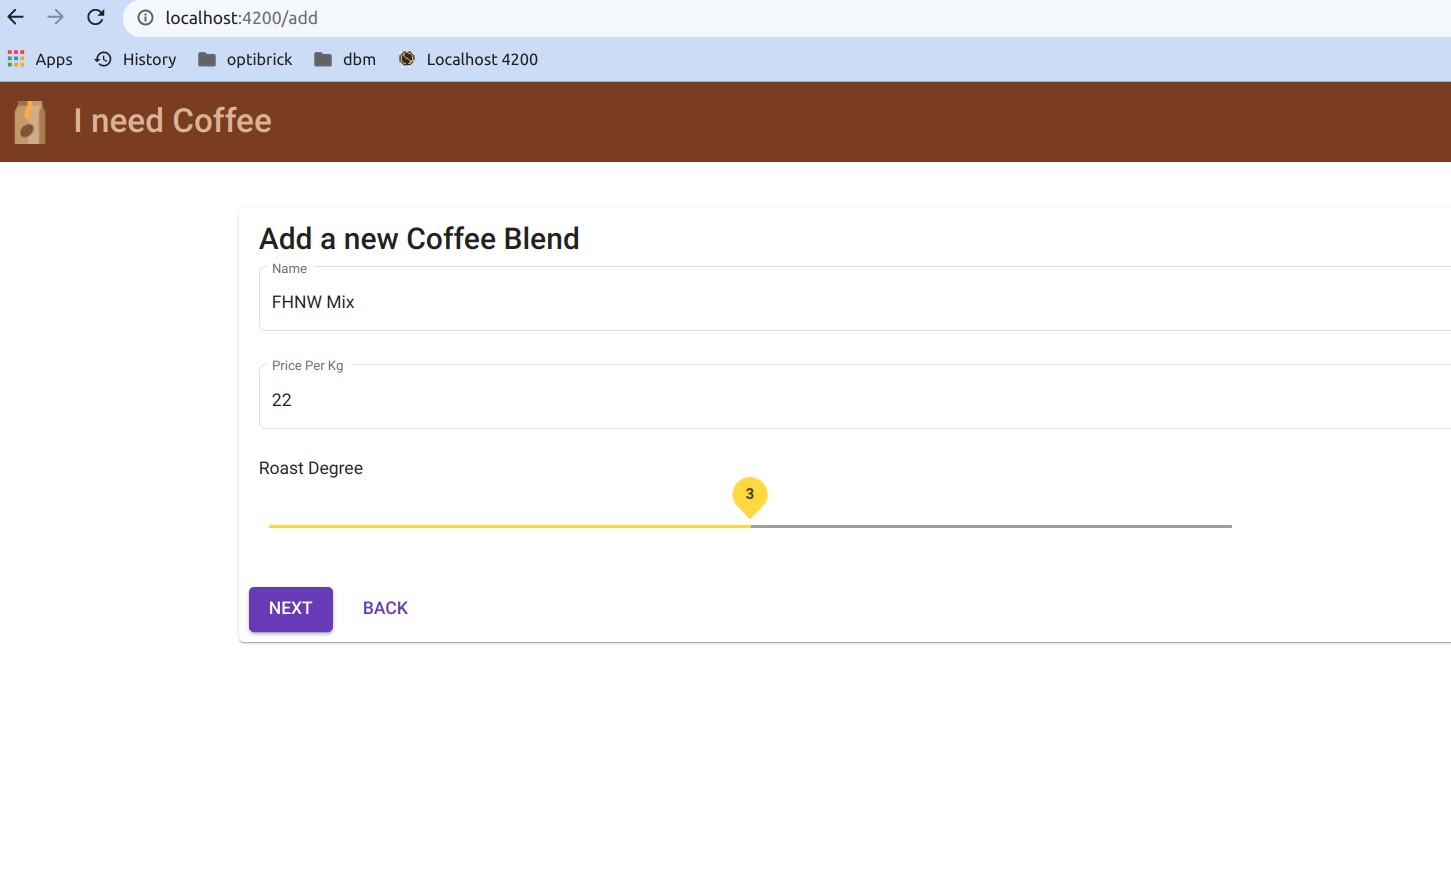 localhost:4200/add
Apps History optibrick dbm Localhost 4200
I need Coffee
Add a new Coffee Blend
Name
FHNW Mix
Price Per Kg
22
Roast Degree
3
NEXT BACK